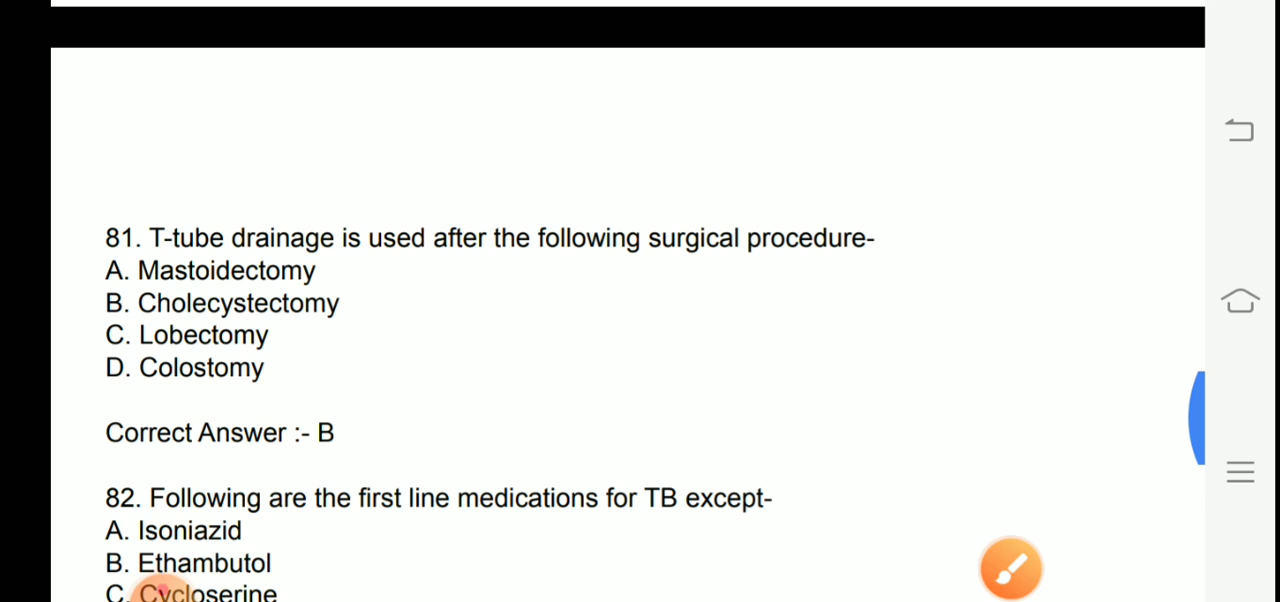 81. T-tube drainage is used after the following surgical procedure-
A. Mastoidectomy
B. Cholecystectomy
C. Lobectomy
D. Colostomy
Correct Answer :- B
82. Following are the first line medications for TB except-
A. Isoniazid
B. Ethambutol
C. Cycloserine